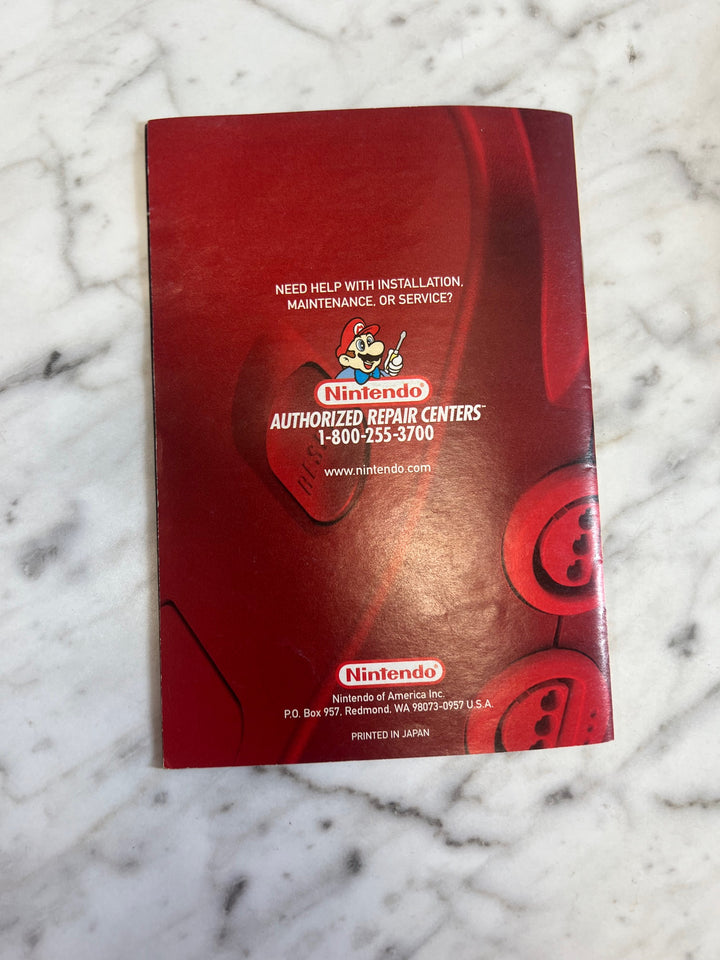 NEED HELP WITH INSTALLATION,
MAINTENANCE, OR SERVICE?
Nintendo®
AUTHORIZED REPAIR CENTERS™
1-800-255-3700
www.nintendo.com
Nintendo®
Nintendo of America Inc.
P.O. Box 957, Redmond, WA 98073-0957 U.S.A.
PRINTED IN JAPAN